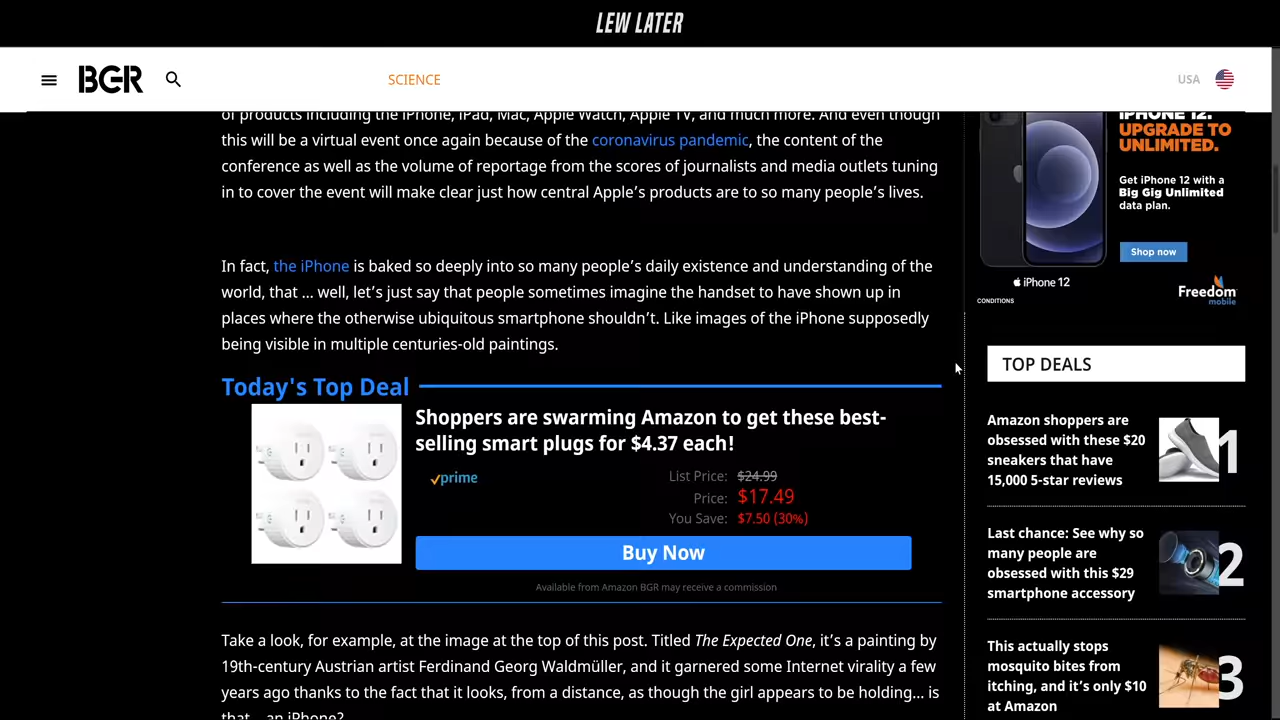 LEW LATER
BGR
SCIENCE
USA
of products including the iPhone, iPad, Mac, Apple Watch, Apple TV, and much more. And even though
this will be a virtual event once again because of the coronavirus pandemic, the content of the
conference as well as the volume of reportage from the scores of journalists and media outlets tuning
in to cover the event will make clear just how central Apple's products are to so many people's lives.
In fact, the iPhone is baked so deeply into so many people's daily existence and understanding of the
world, that ... well, let's just say that people sometimes imagine the handset to have shown up in
places where the otherwise ubiquitous smartphone shouldn't. Like images of the iPhone supposedly
being visible in multiple centuries-old paintings.
Today's Top Deal
Shoppers are swarming Amazon to get these best-
selling smart plugs for $4.37 each!
prime
List Price: $24.99
Price: $17.49
You Save: $7.50 (30%)
Buy Now
Available from Amazon BGR may receive a commission
Take a look, for example, at the image at the top of this post. Titled The Expected One, it's a painting by
19th-century Austrian artist Ferdinand Georg Waldmüller, and it garnered some Internet virality a few
years ago thanks to the fact that it looks, from a distance, as though the girl appears to be holding... is
that... an iPhone?
IPHONE 12.
UPGRADE TO
UNLIMITED.
Get iPhone 12 with a
Big Gig Unlimited
data plan.
Shop now
iPhone 12
CONDITIONS
Freedom
mobile
TOP DEALS
Amazon shoppers are
obsessed with these $20
sneakers that have
15,000 5-star reviews
1
Last chance: See why so
many people are
obsessed with this $29
smartphone accessory
2
This actually stops
mosquito bites from
itching, and it's only $10
at Amazon
3